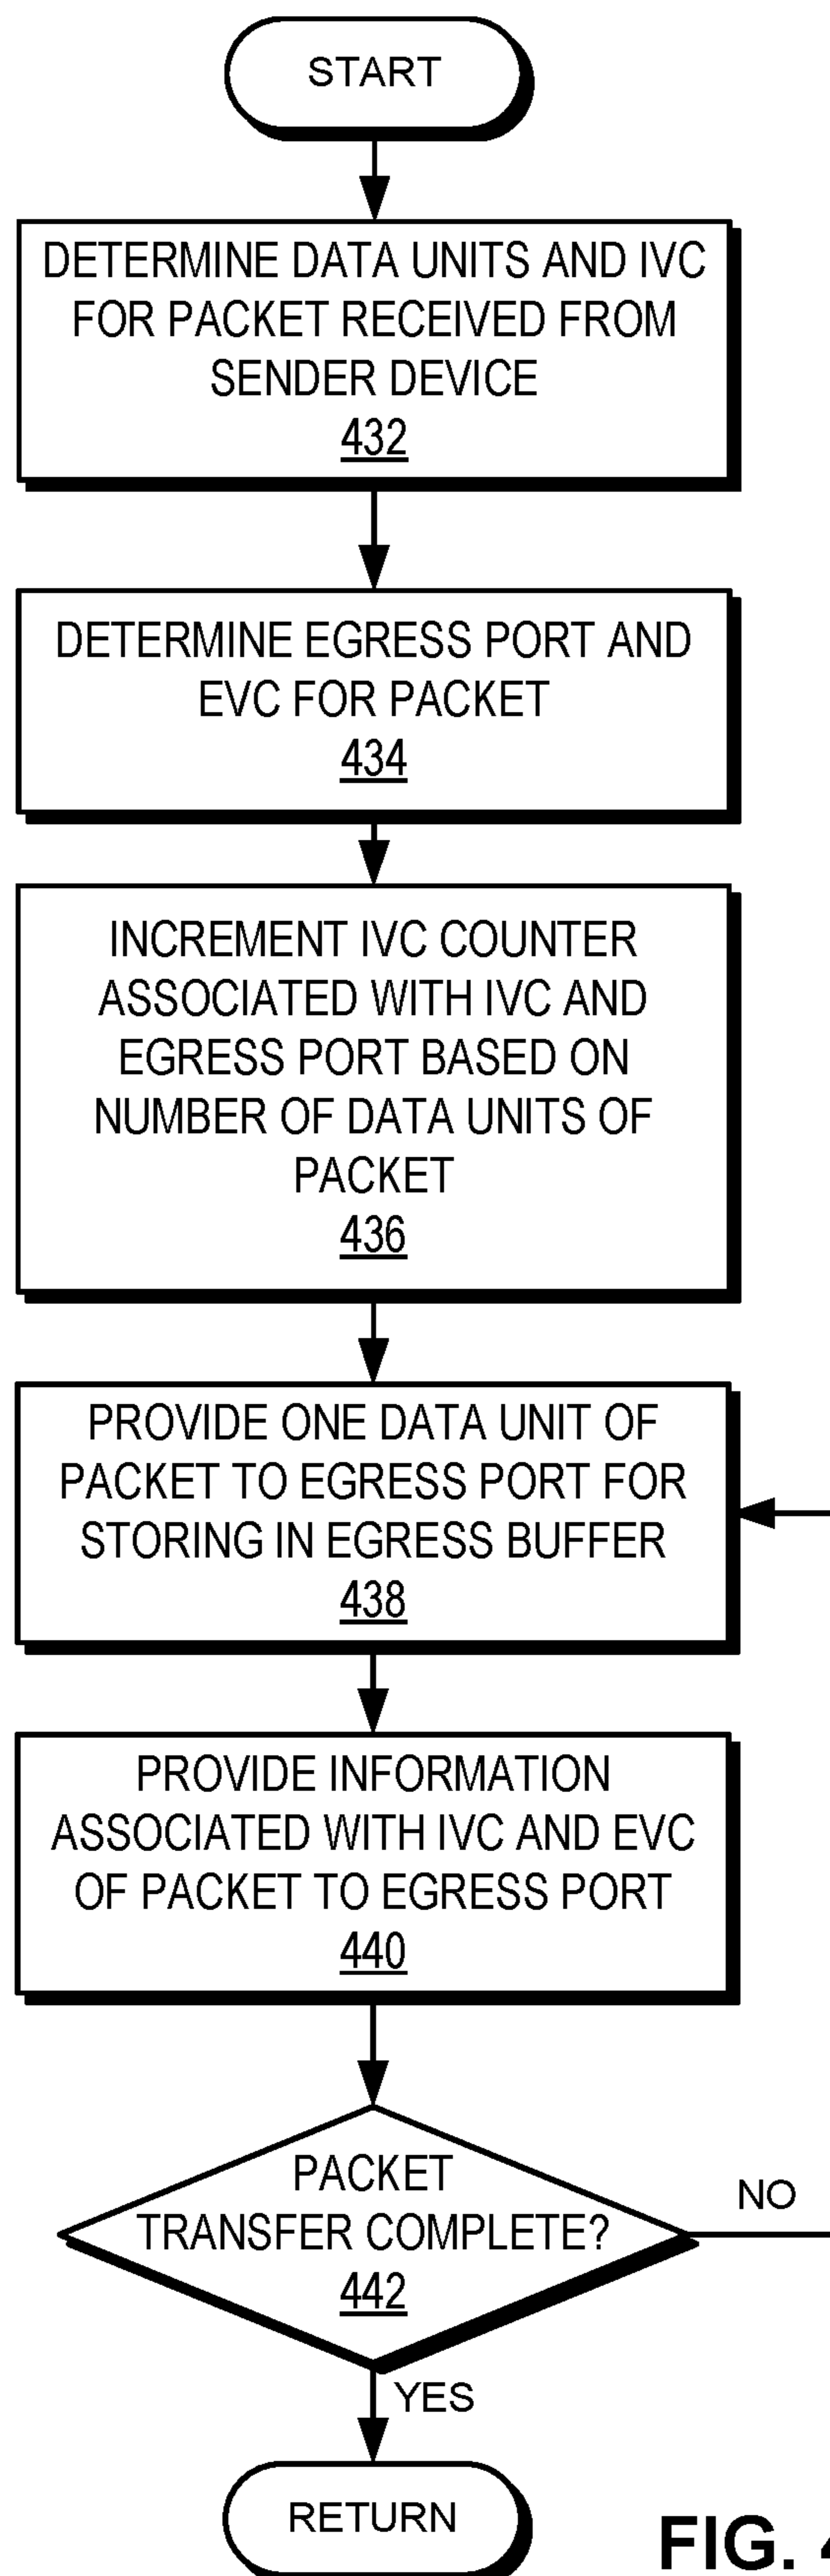 START
DETERMINE DATA UNITS AND IVC
FOR PACKET RECEIVED FROM
SENDER DEVICE
432
DETERMINE EGRESS PORT AND
EVC FOR PACKET
434
INCREMENT IVC COUNTER
ASSOCIATED WITH IVC AND
EGRESS PORT BASED ON
NUMBER OF DATA UNITS OF
PACKET
436
PROVIDE ONE DATA UNIT OF
PACKET TO EGRESS PORT FOR
STORING IN EGRESS BUFFER
438
PROVIDE INFORMATION
ASSOCIATED WITH IVC AND EVC
OF PACKET TO EGRESS PORT
440
PACKET
TRANSFER COMPLETE?
442
NO
YES
RETURN
FIG.